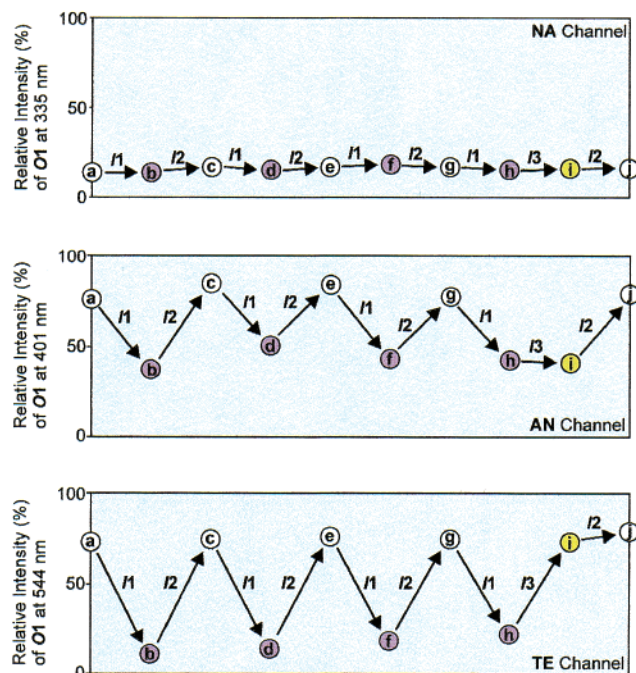 Relative Intensity (%)
of O1 at 335 nm
100
50
0
NA Channel
a I1 b I2 c I1 d I2 e I1 f I2 g I1 h I3 i I2 j
Relative Intensity (%)
of O1 at 401 nm
100
50
0
a I1 b I2 c I1 d I2 e I1 f I2 g I1 h I3 i I2 j
AN Channel
Relative Intensity (%)
of O1 at 544 nm
100
50
a I1 b I2 c I1 d I2 e I1 f I2 g I1 h I3 i I2 j
TE Channel